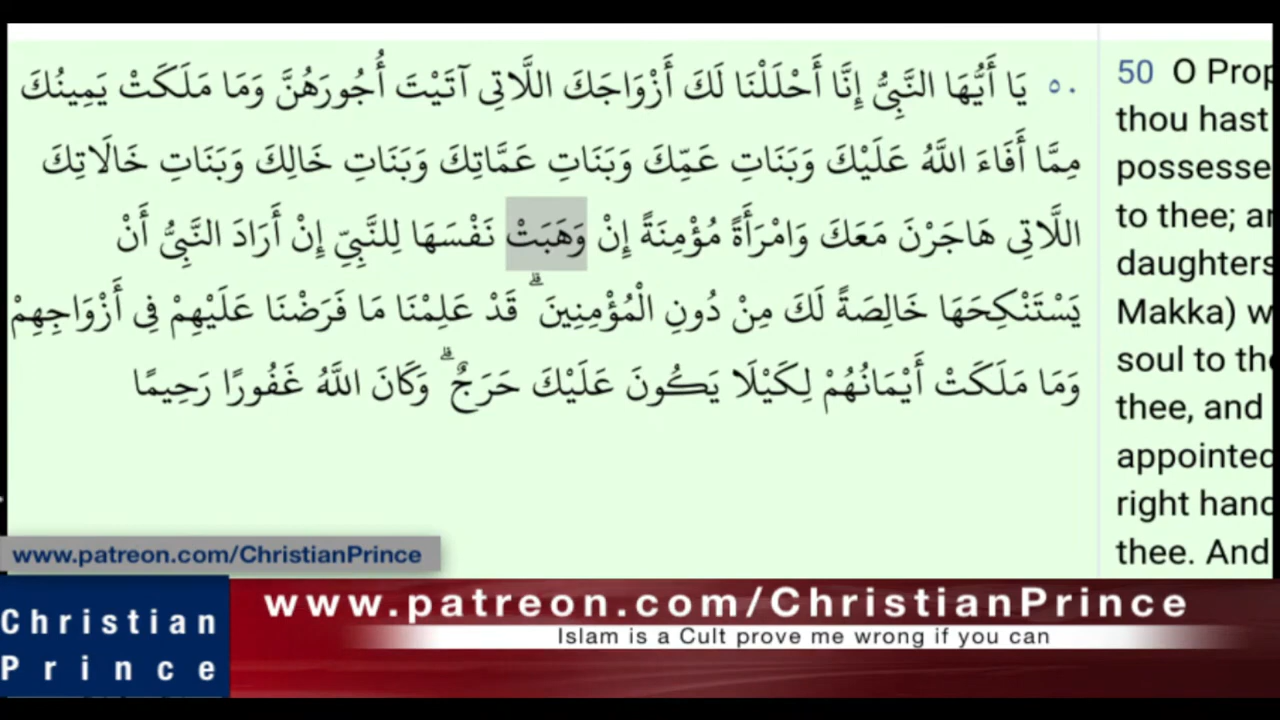 ٥٠ يَا أَيُّهَا النَّبِيُّ إِنَّا أَحْلَلْنَا لَكَ أَزْوَاجَكَ اللَّاتِي آتَيْتَ أُجُورَهُنَّ وَمَا مَلَكَتْ يَمِينُكَ
مِمَّا أَفَاءَ اللَّهُ عَلَيْكَ وَبَنَاتِ عَمِّكَ وَبَنَاتِ عَمَّاتِكَ وَبَنَاتِ خَالِكَ وَبَنَاتِ خَالَاتِكَ
اللَّاتِي هَاجَرْنَ مَعَكَ وَامْرَأَةً مُؤْمِنَةً إِنْ وَهَبَتْ نَفْسَهَا لِلنَّبِيِّ إِنْ أَرَادَ النَّبِيُّ أَنْ
يَسْتَنْكِحَهَا خَالِصَةً لَكَ مِنْ دُونِ الْمُؤْمِنِينَ ۗ قَدْ عَلِمْنَا مَا فَرَضْنَا عَلَيْهِمْ فِي أَزْوَاجِهِمْ
وَمَا مَلَكَتْ أَيْمَانُهُمْ لِكَيْلَا يَكُونَ عَلَيْكَ حَرَجٌ ۗ وَكَانَ اللَّهُ غَفُورًا رَحِيمًا
50 O Prop
thou hast
possesse
to thee; ar
daughters
Makka) w
soul to the
thee, and
appointed
right hand
thee. And
www.patreon.com/ChristianPrince
Christian
Prince
www.patreon.com/ChristianPrince
Islam is a Cult prove me wrong if you can